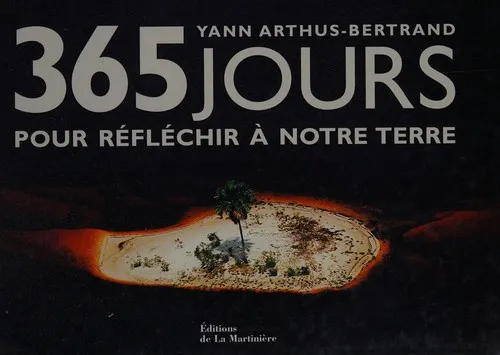 YANN ARTHUS-BERTRAND
365 JOURS
POUR RÉFLÉCHIR À NOTRE TERRE
Éditions
de La Martinière